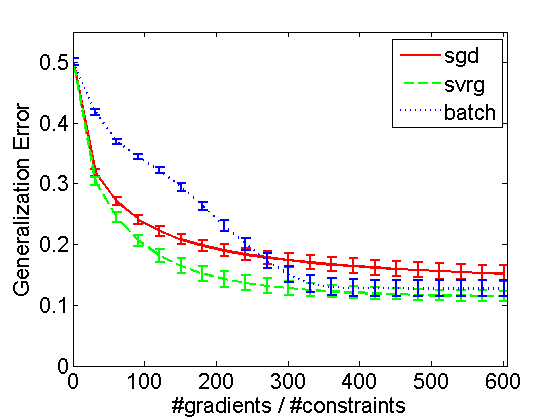 sgd
svrg
batch
Generalization Error
0.5
0.4
0.3
0.2
0.1
0
0 100 200 300 400 500 600
#gradients / #constraints